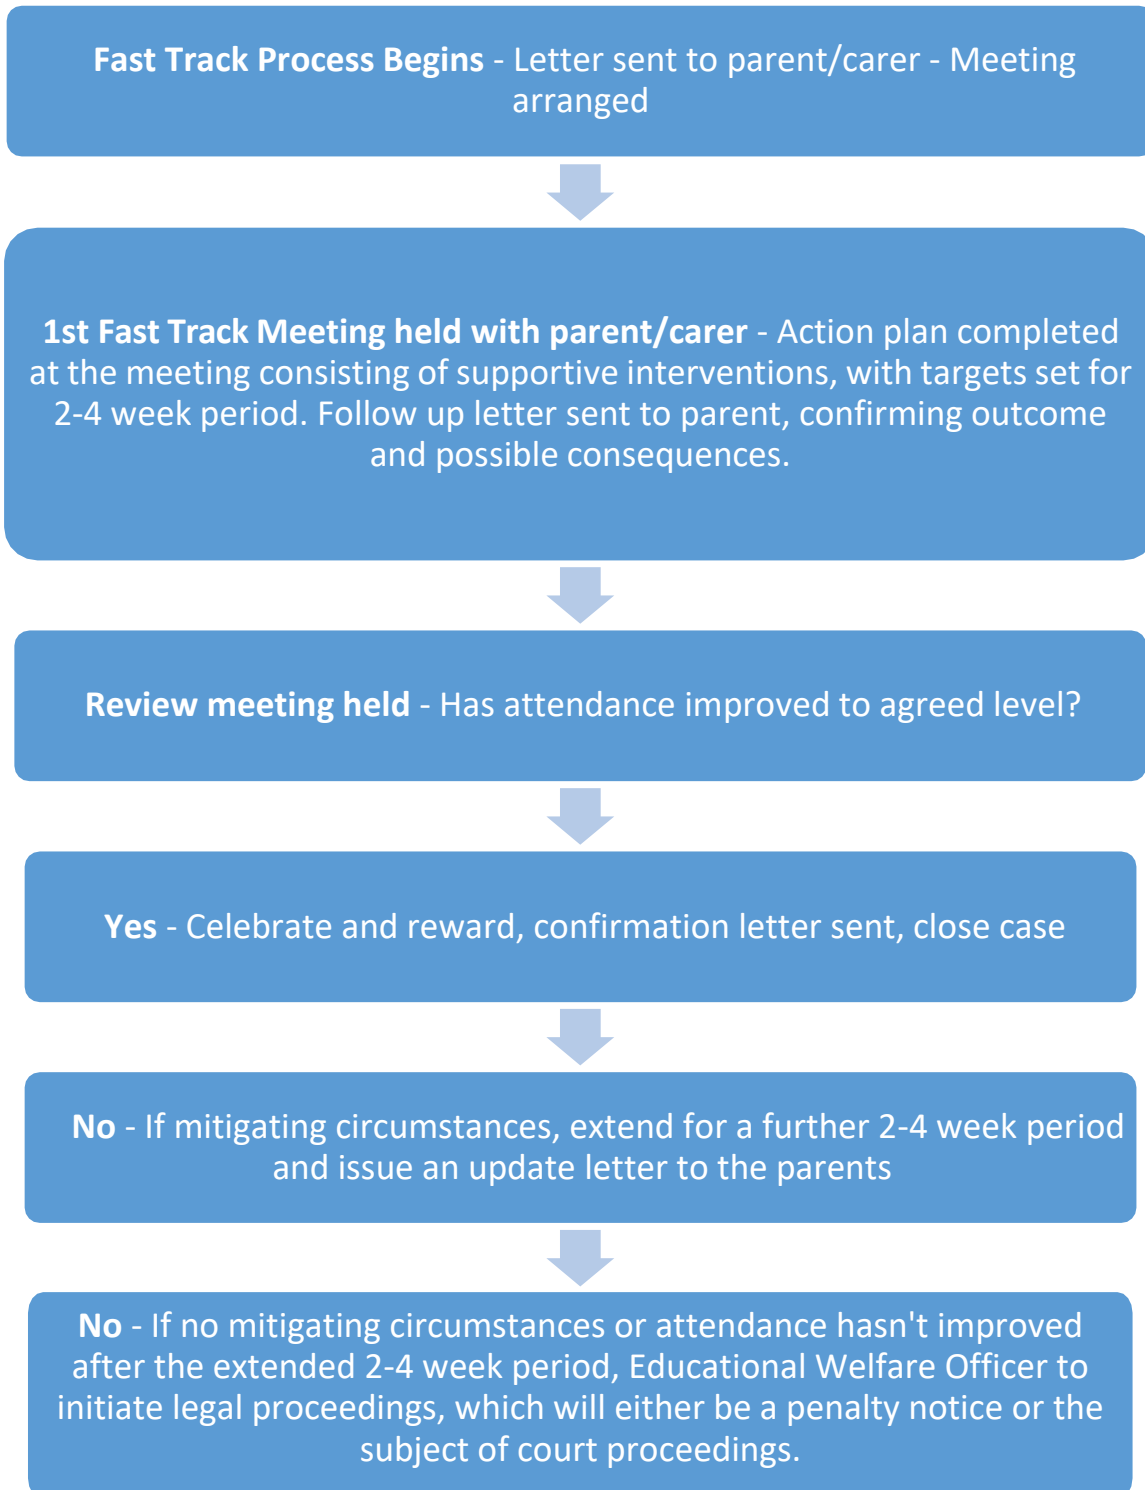 Fast Track Process Begins - Letter sent to parent/carer - Meeting
arranged
1st Fast Track Meeting held with parent/carer - Action plan completed
at the meeting consisting of supportive interventions, with targets set for
2-4 week period. Follow up letter sent to parent, confirming outcome
and possible consequences.
Review meeting held - Has attendance improved to agreed level?
Yes - Celebrate and reward, confirmation letter sent, close case
No - If mitigating circumstances, extend for a further 2-4 week period
and issue an update letter to the parents
No - If no mitigating circumstances or attendance hasn't improved
after the extended 2-4 week period, Educational Welfare Officer to
initiate legal proceedings, which will either be a penalty notice or the
subject of court proceedings.